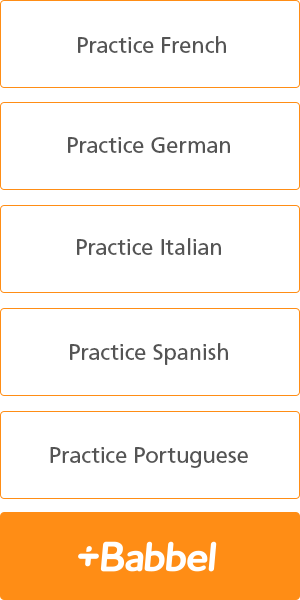 Practice French
Practice German
Practice Italian
Practice Spanish
Practice Portuguese
+Babbel